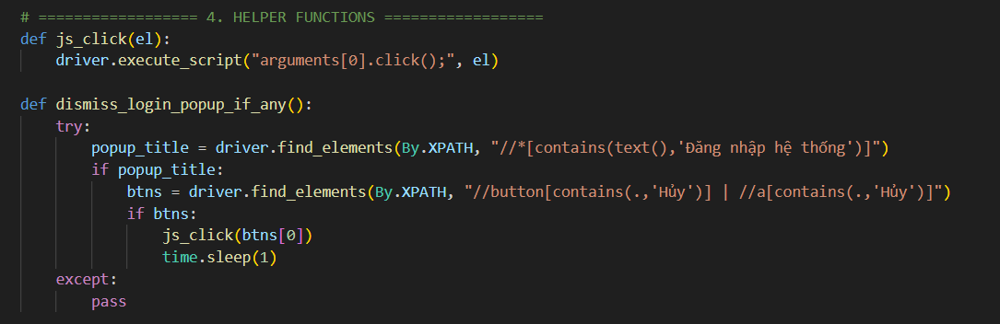 # ================== 4. HELPER FUNCTIONS ==================
def js_click(el):
    driver.execute_script("arguments[0].click();", el)

def dismiss_login_popup_if_any():
    try:
        popup_title = driver.find_elements(By.XPATH, "//*[contains(text(),'Đăng nhập hệ thống')]")
        if popup_title:
            btns = driver.find_elements(By.XPATH, "//button[contains(.,'Hủy')] | //a[contains(.,'Hủy')]")
            if btns:
                js_click(btns[0])
                time.sleep(1)
    except:
        pass